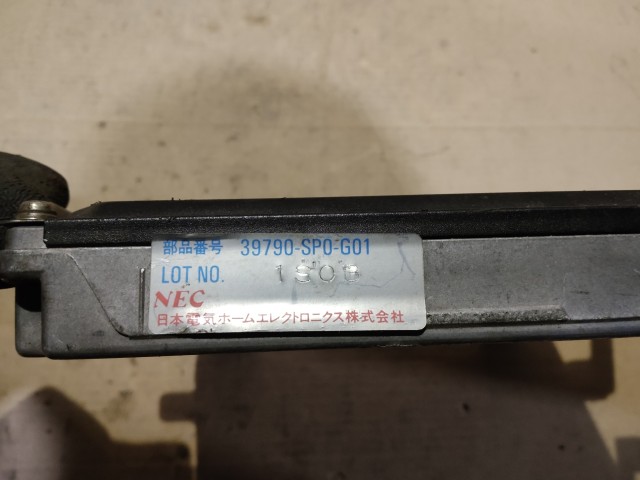 部品番号 39790-SP0-G01
LOT NO.
NEC
日本電気ホームエレクトロニクス株式会社